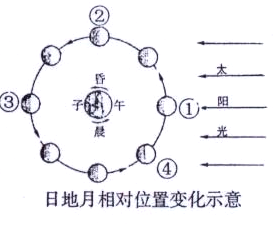 ②
昏
太
③
子
午
①
阳
晨
光
④
日地月相对位置变化示意